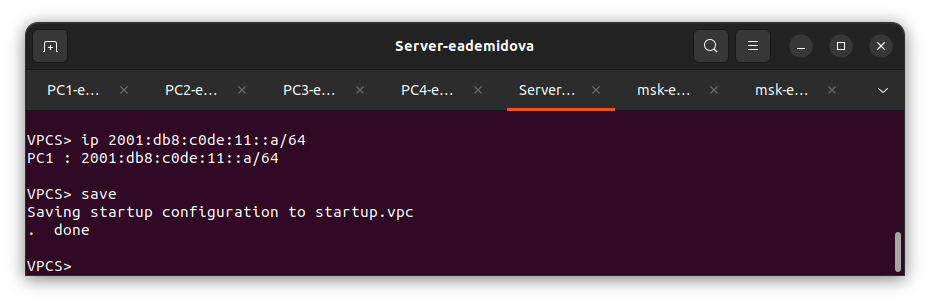 Server-eademidova
PC1-e... PC2-e... PC3-e... PC4-e... Server... msk-e... msk-e...
VPCS> ip 2001:db8:c0de:11::a/64
PC1 : 2001:db8:c0de:11::a/64
VPCS> save
Saving startup configuration to startup.vpc
.  done
VPCS>